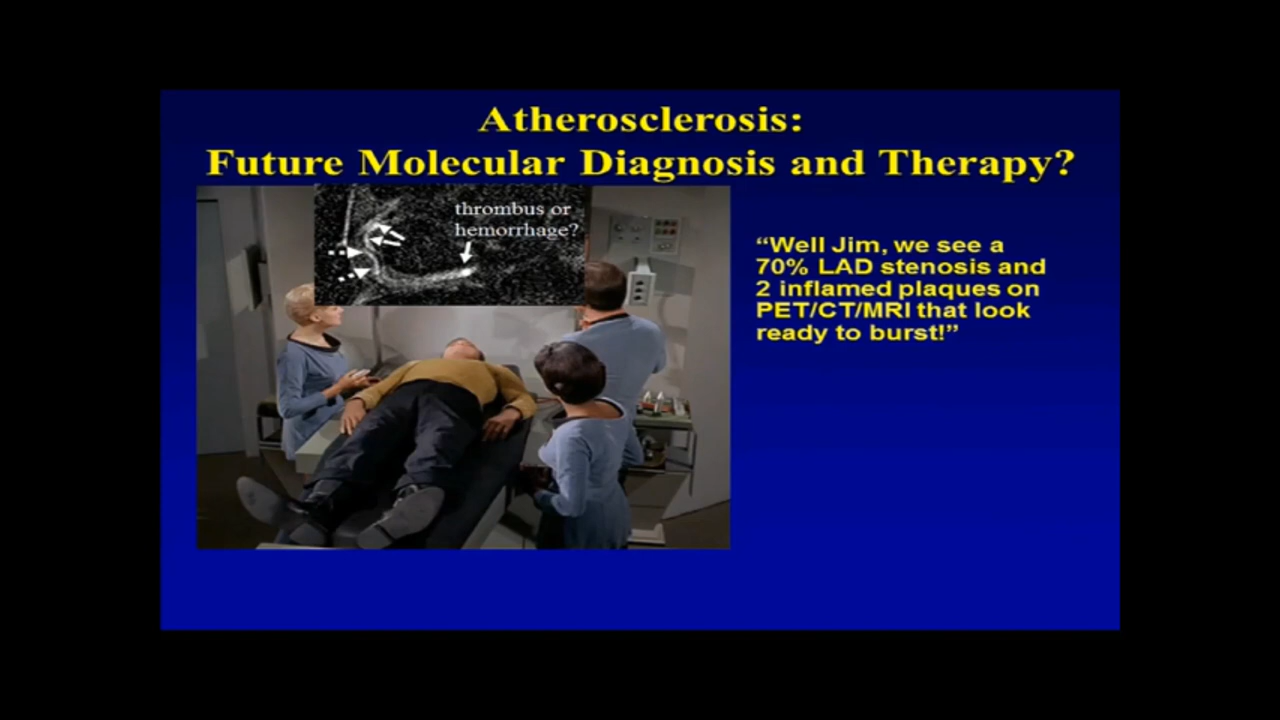 Atherosclerosis:
Future Molecular Diagnosis and Therapy?
thrombus or
hemorrhage?
“Well Jim, we see a
70% LAD stenosis and
2 inflamed plaques on
PET/CT/MRI that look
ready to burst!”